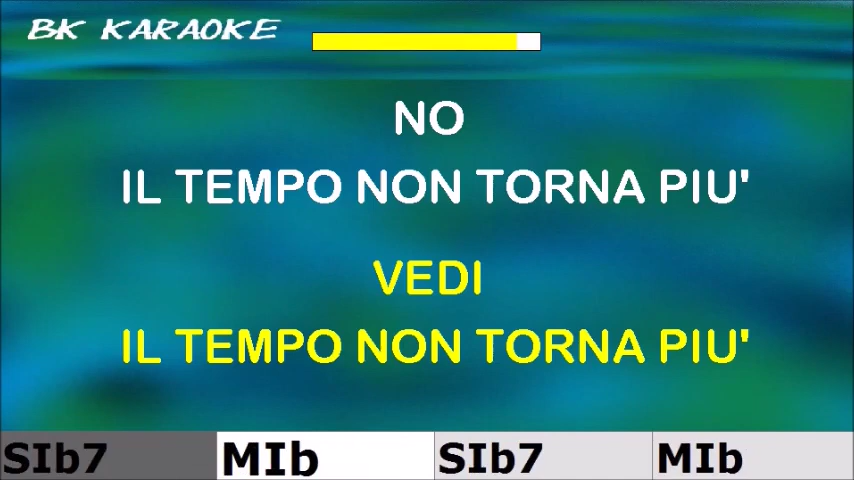 BK KARAOKE
NO
IL TEMPO NON TORNA PIU'
VEDI
IL TEMPO NON TORNA PIU'
SIb7 MIb SIb7 MIb